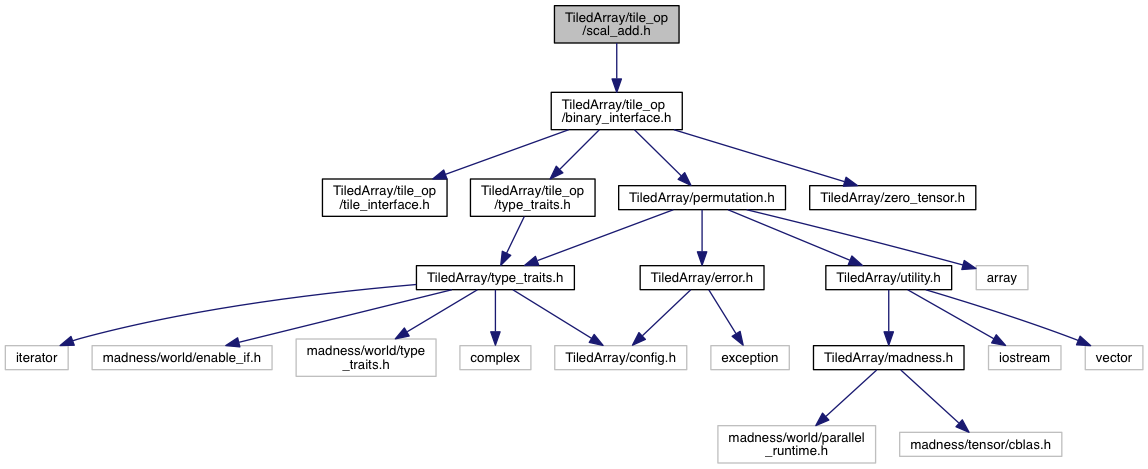 TiledArray/tile_op
/scal_add.h
TiledArray/tile_op
/binary_interface.h
TiledArray/tile_op
/tile_interface.h
TiledArray/tile_op
/type_traits.h
TiledArray/permutation.h
TiledArray/zero_tensor.h
TiledArray/type_traits.h
TiledArray/error.h
TiledArray/utility.h
array
iterator
madness/world/enable_if.h
madness/world/type
_traits.h
complex
TiledArray/config.h
exception
TiledArray/madness.h
iostream
vector
madness/world/parallel
_runtime.h
madness/tensor/cblas.h